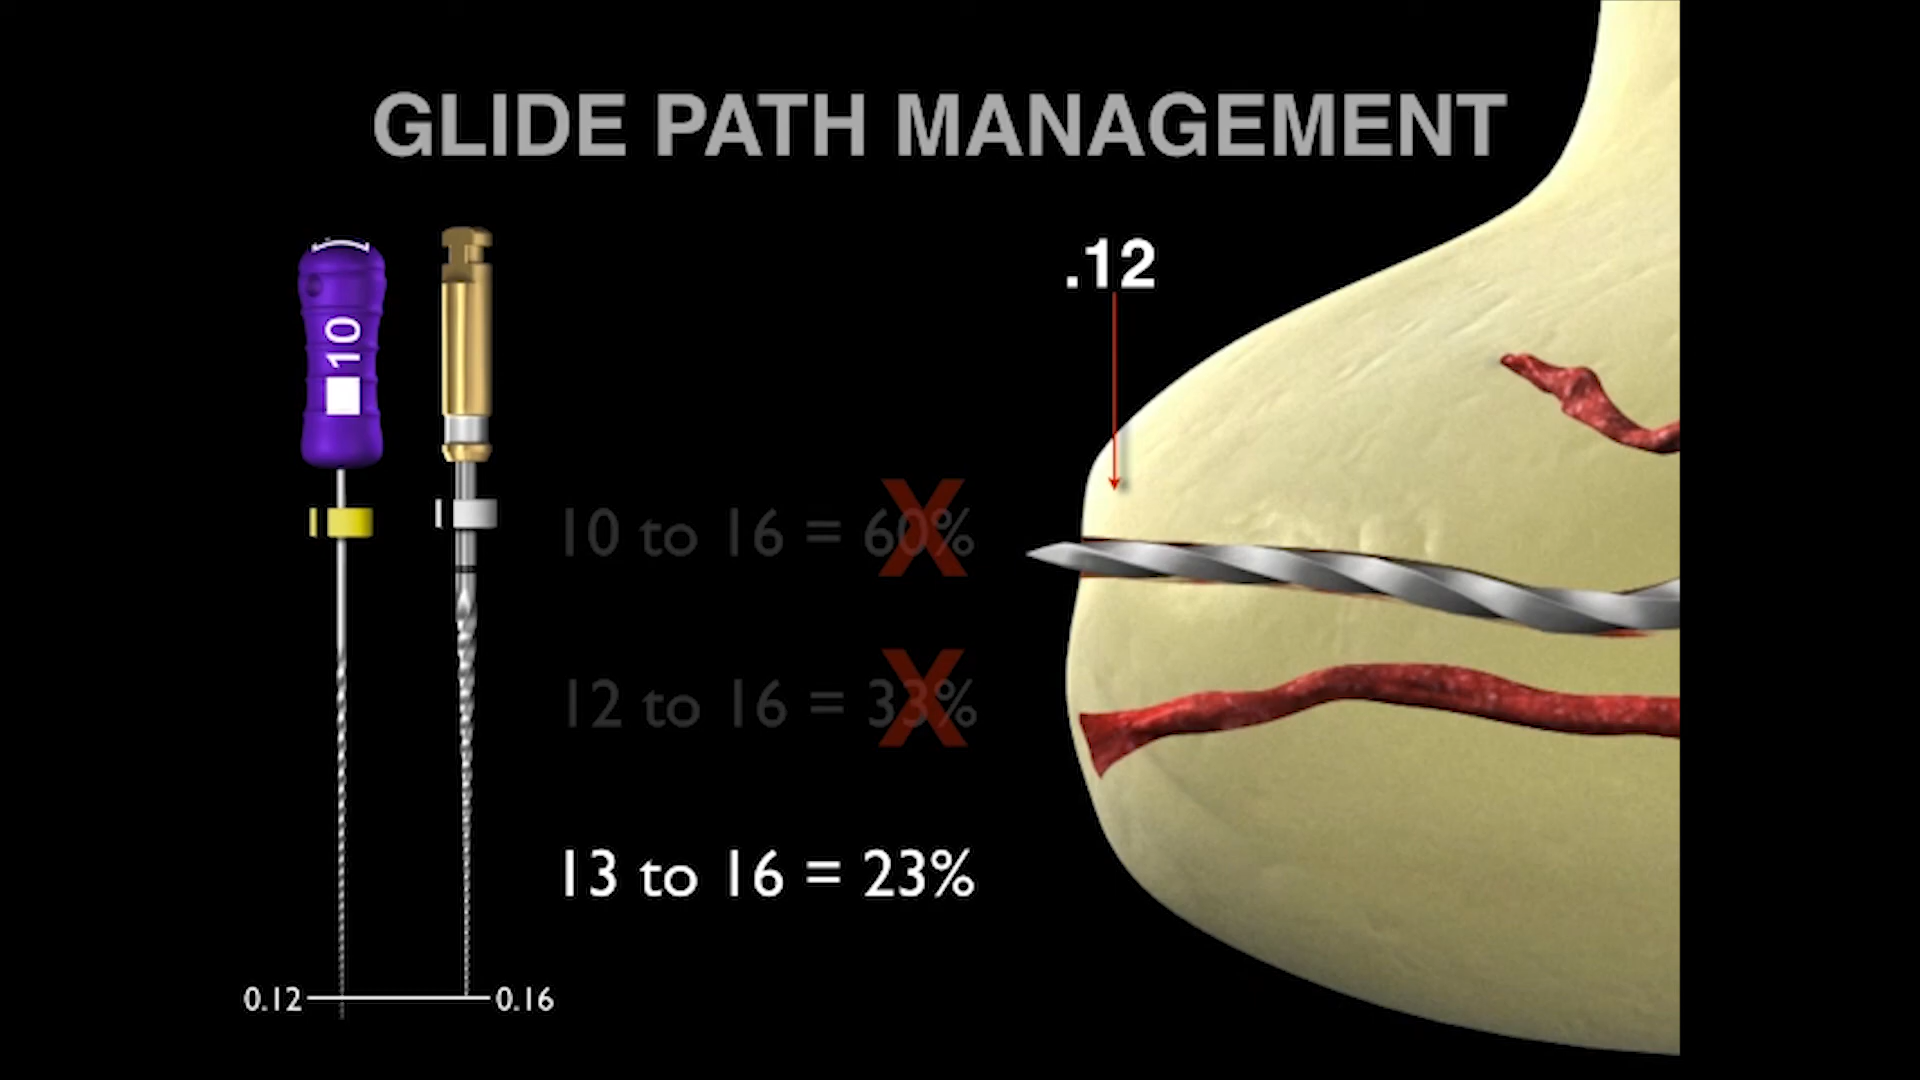 GLIDE PATH MANAGEMENT
.12
10
10 to 16 = 60%
X
12 to 16 = 33%
X
13 to 16 = 23%
0.12
0.16